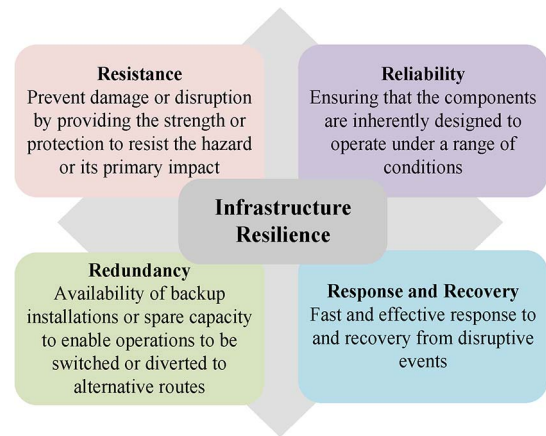 Resistance
Prevent damage or disruption
by providing the strength or
protection to resist the hazard
or its primary impact
Reliability
Ensuring that the components
are inherently designed to
operate under a range of
conditions
Infrastructure
Resilience
Redundancy
Availability of backup
installations or spare capacity
to enable operations to be
switched or diverted to
alternative routes
Response and Recovery
Fast and effective response to
and recovery from disruptive
events